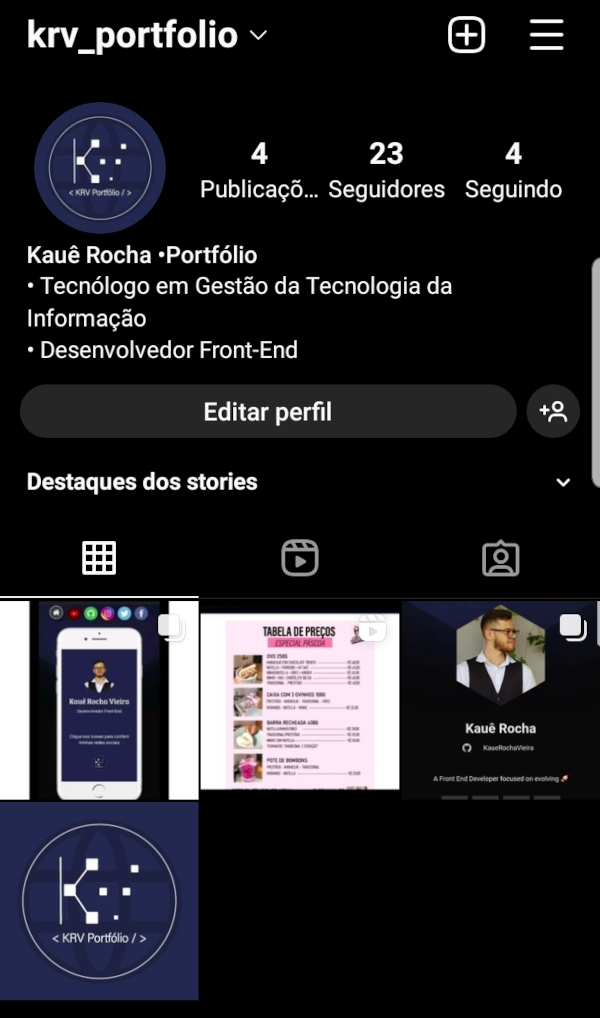 krv_portfolio
< KRV Portfólio / >
4 23 4
Publicaçõ... Seguidores Seguindo
Kauê Rocha •Portfólio
• Tecnólogo em Gestão da Tecnologia da
Informação
• Desenvolvedor Front-End
Editar perfil
Destaques dos stories
Kauê Rocha Vieira
Desenvolvedor Front-End
Clique nos ícones para conferir
minhas redes sociais
TABELA DE PREÇOS
ESPECIAL PÁSCOA
OVO 250G
CAIXA COM 3 OVINHOS 100G
BARRA RECHEADA 400G
POTE DE BOMBONS
Kauê Rocha
KaueRochaVieira
A Front End Developer focused on evolving
< KRV Portfólio / >